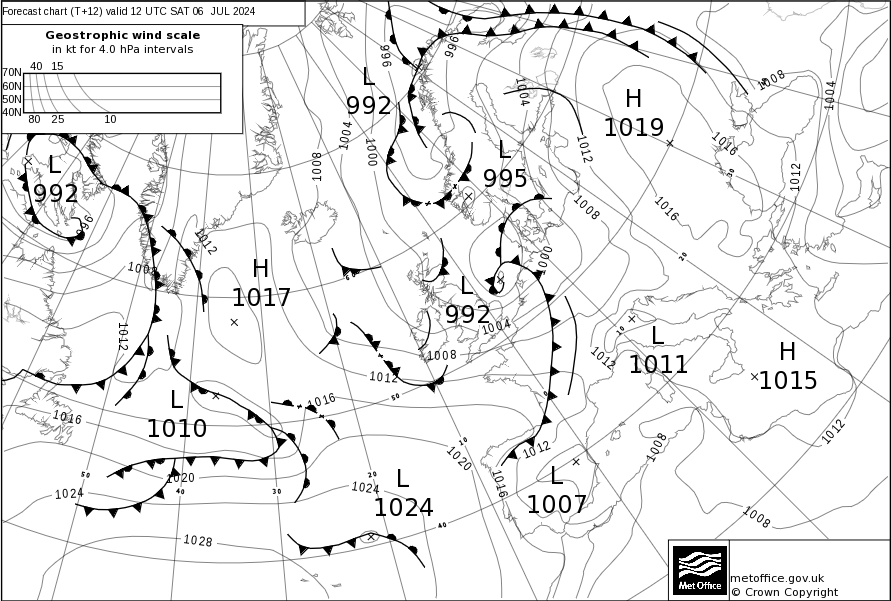 Forecast chart (T+12) valid 12 UTC SAT 06 JUL 2024
Geostrophic wind scale
in kt for 4.0 hPa intervals
40 15
70N
60N
50N
40N
80 25 10
L
992
996
996
996
1004
1000
1008
L
992
1004
H
1019
1008
1004
1016
1012
1012
L
995
1016
1008
1000
30
20
1012
1008
H
1017
60
L
992
1004
1008
1012
1012
50
10
L
1011
1012
H
1015
1012
0
1016
L
1010
1016
1012
1008
10
1020
1016
L
1007
1008
50
1020
1024
40
30
20
1024
L
1024
40
1028
Met Office
metoffice.gov.uk
© Crown Copyright